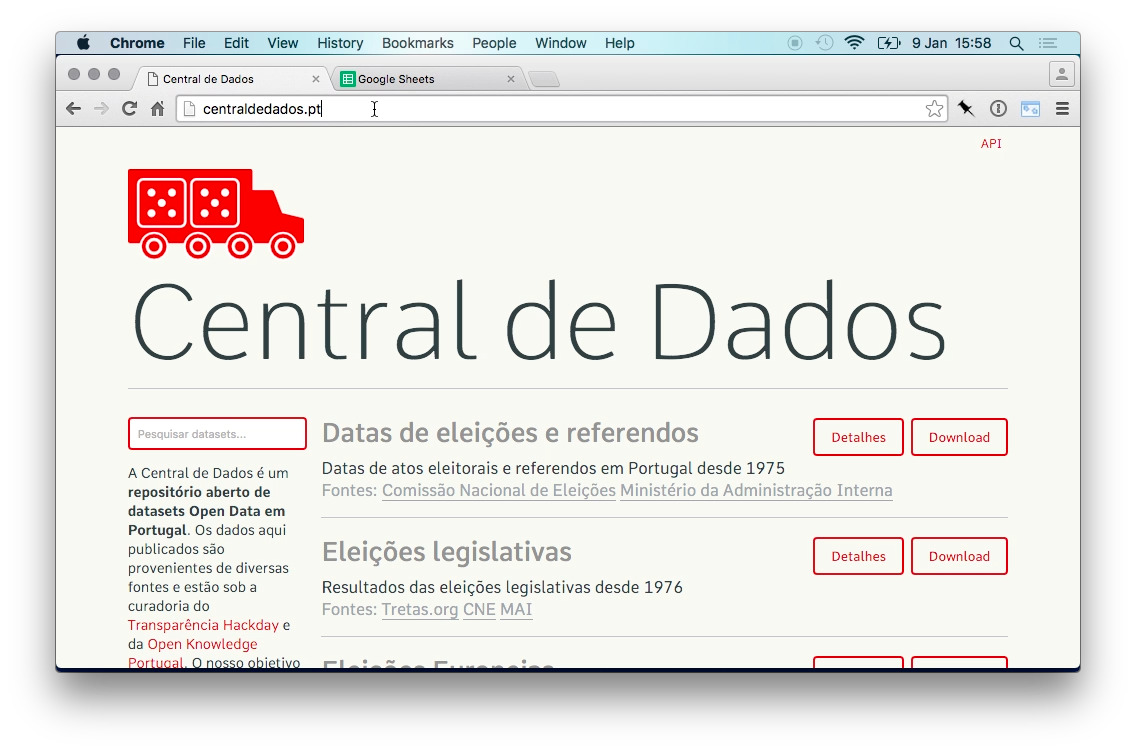 Chrome File Edit View History Bookmarks People Window Help 9 Jan 15:58
Central de Dados Google Sheets
centraldedados.pt
API
Central de Dados
Pesquisar datasets...
A Central de Dados é um
repositório aberto de
datasets Open Data em
Portugal. Os dados aqui
publicados são
provenientes de diversas
fontes e estão sob a
curadoria do
Transparência Hackday e
da Open Knowledge
Portugal. O nosso objetivo
Datas de eleições e referendos
Detalhes Download
Datas de atos eleitorais e referendos em Portugal desde 1975
Fontes: Comissão Nacional de Eleições Ministério da Administração Interna
Eleições legislativas
Detalhes Download
Resultados das eleições legislativas desde 1976
Fontes: Tretas.org CNE MAI
Eleições Europeias